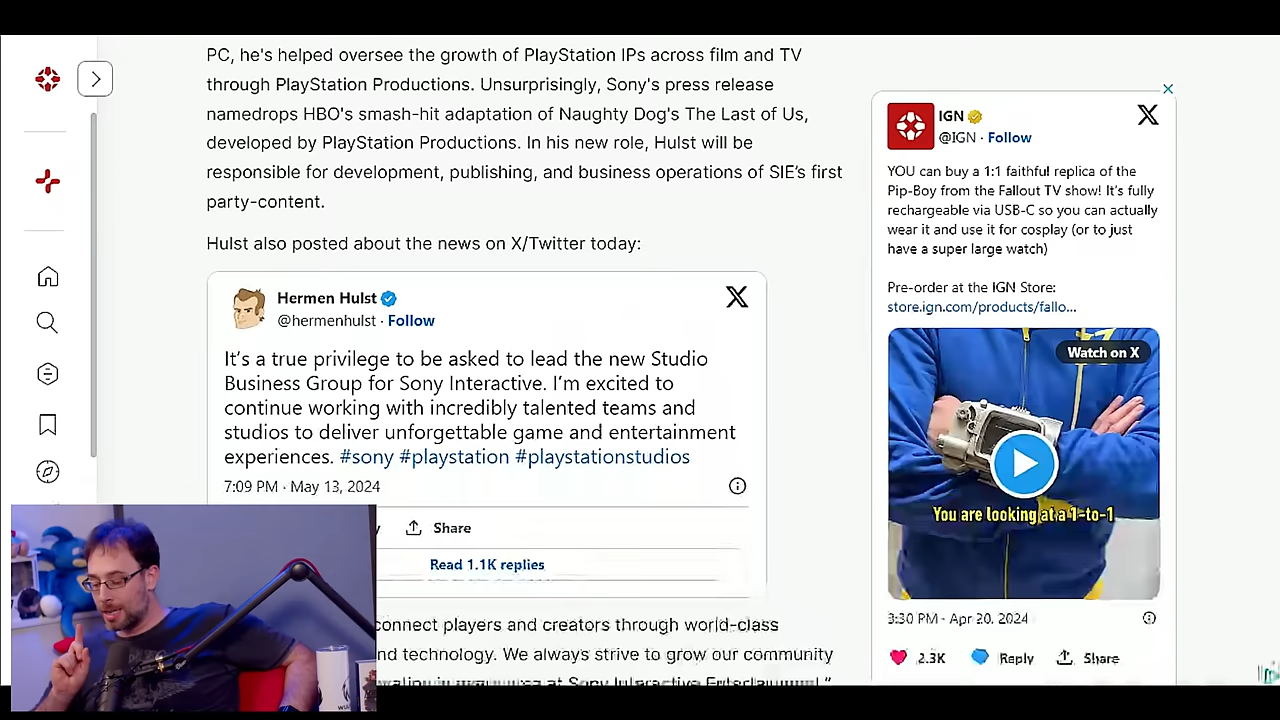 PC, he's helped oversee the growth of PlayStation IPs across film and TV
through PlayStation Productions. Unsurprisingly, Sony's press release
namedrops HBO's smash-hit adaptation of Naughty Dog's The Last of Us,
developed by PlayStation Productions. In his new role, Hulst will be
responsible for development, publishing, and business operations of SIE's first
party-content.
Hulst also posted about the news on X/Twitter today:
Hermen Hulst
@hermenhulst · Follow
It's a true privilege to be asked to lead the new Studio
Business Group for Sony Interactive. I'm excited to
continue working with incredibly talented teams and
studios to deliver unforgettable game and entertainment
experiences. #sony #playstation #playstationstudios
7:09 PM · May 13, 2024
Share
Read 1.1K replies
connect players and creators through world-class
nd technology. We always strive to grow our community
at Sony Interactive Entertainment."
IGN
@IGN · Follow
YOU can buy a 1:1 faithful replica of the
Pip-Boy from the Fallout TV show! It's fully
rechargeable via USB-C so you can actually
wear it and use it for cosplay (or to just
have a super large watch)
Pre-order at the IGN Store:
store.ign.com/products/fallo...
Watch on X
You are looking at a 1-to-1
3:30 PM · Apr 20, 2024
2.3K Reply Share